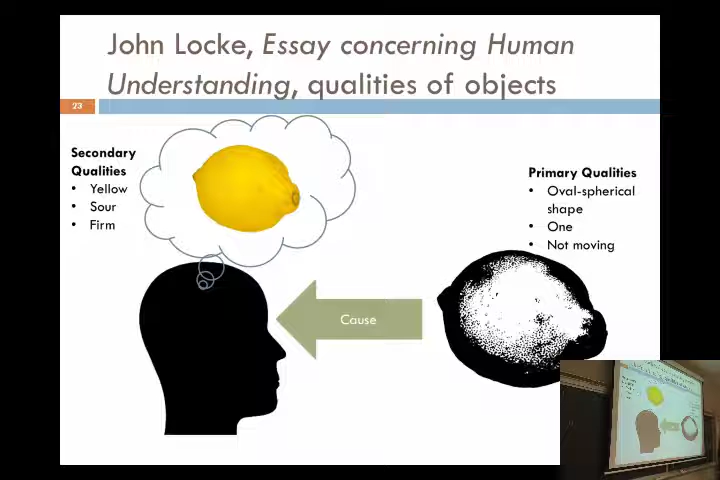 John Locke, Essay concerning Human
Understanding, qualities of objects
23
Secondary
Qualities
• Yellow
• Sour
• Firm
Primary Qualities
• Oval-spherical
shape
• One
• Not moving
Cause